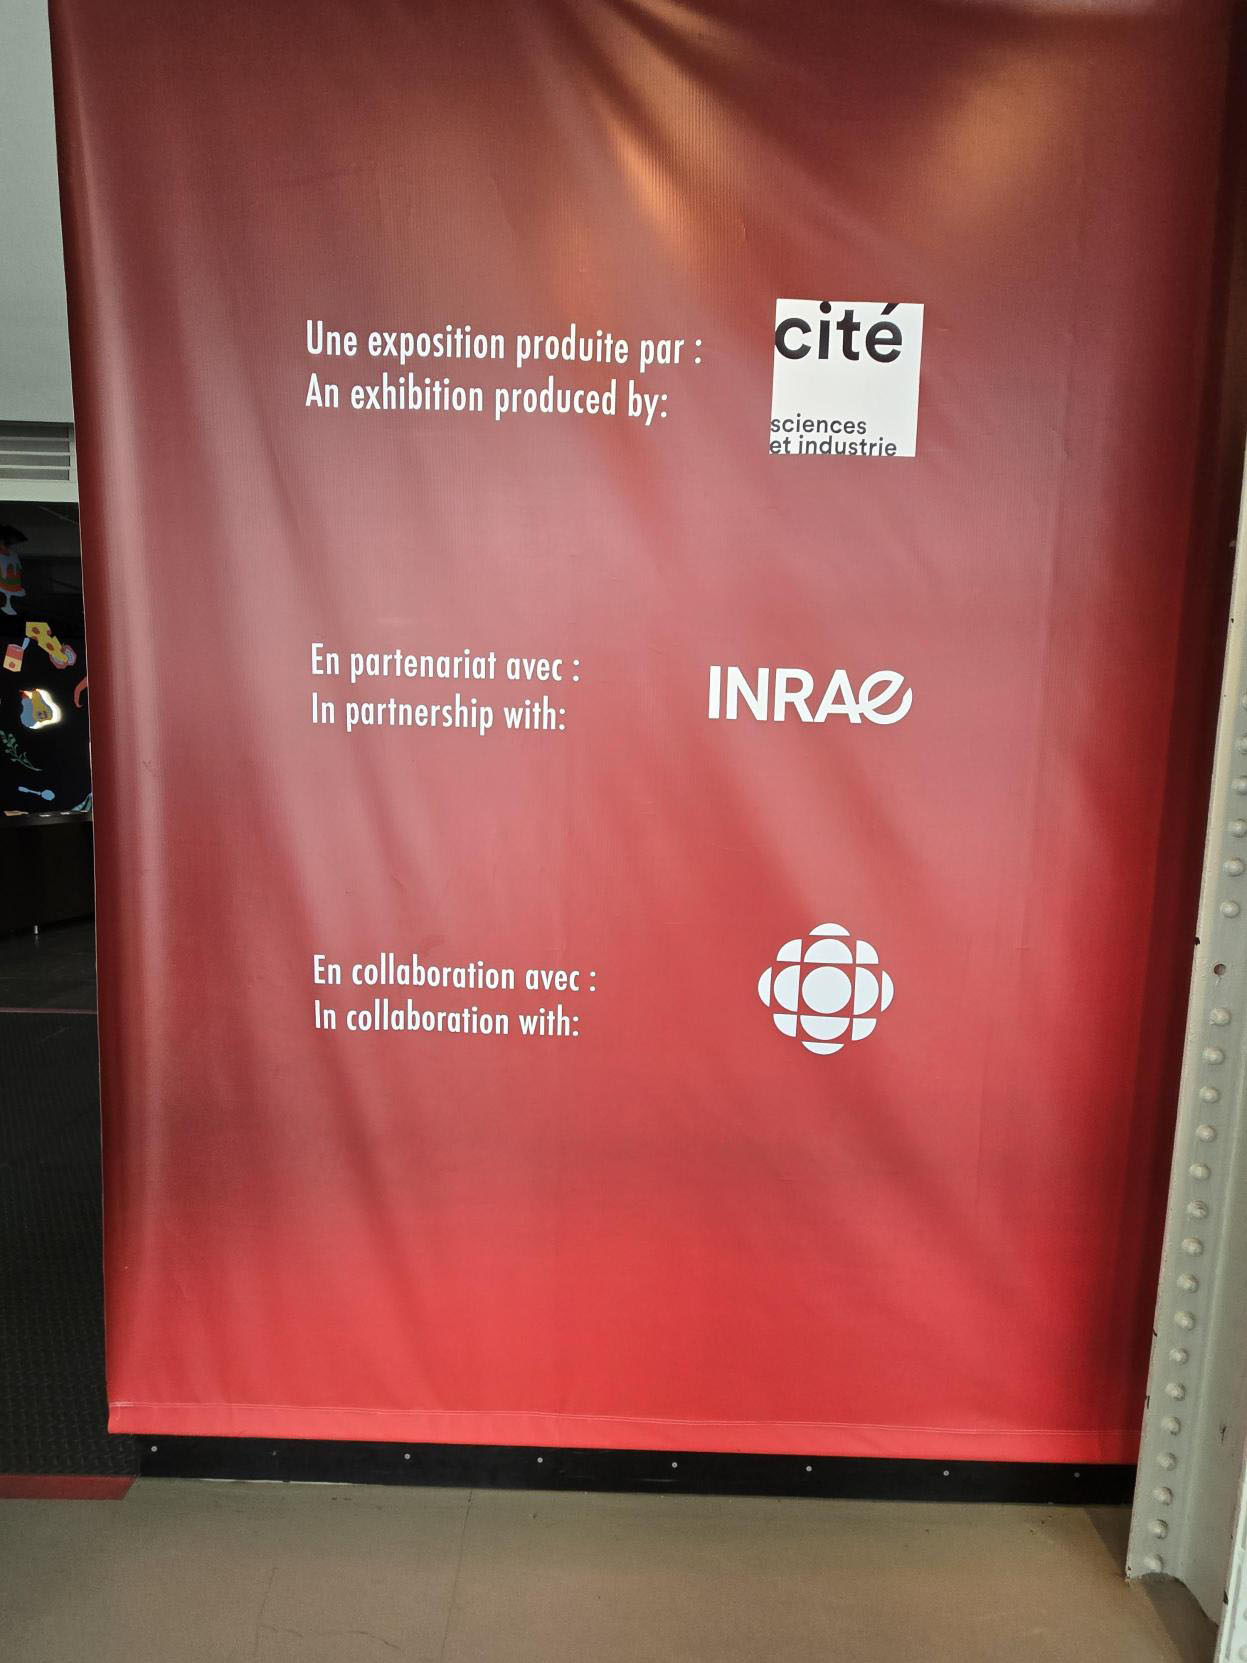 Une exposition produite par :
An exhibition produced by:
cité
sciences
et industrie
En partenariat avec :
In partnership with:
INRAE
En collaboration avec :
In collaboration with: